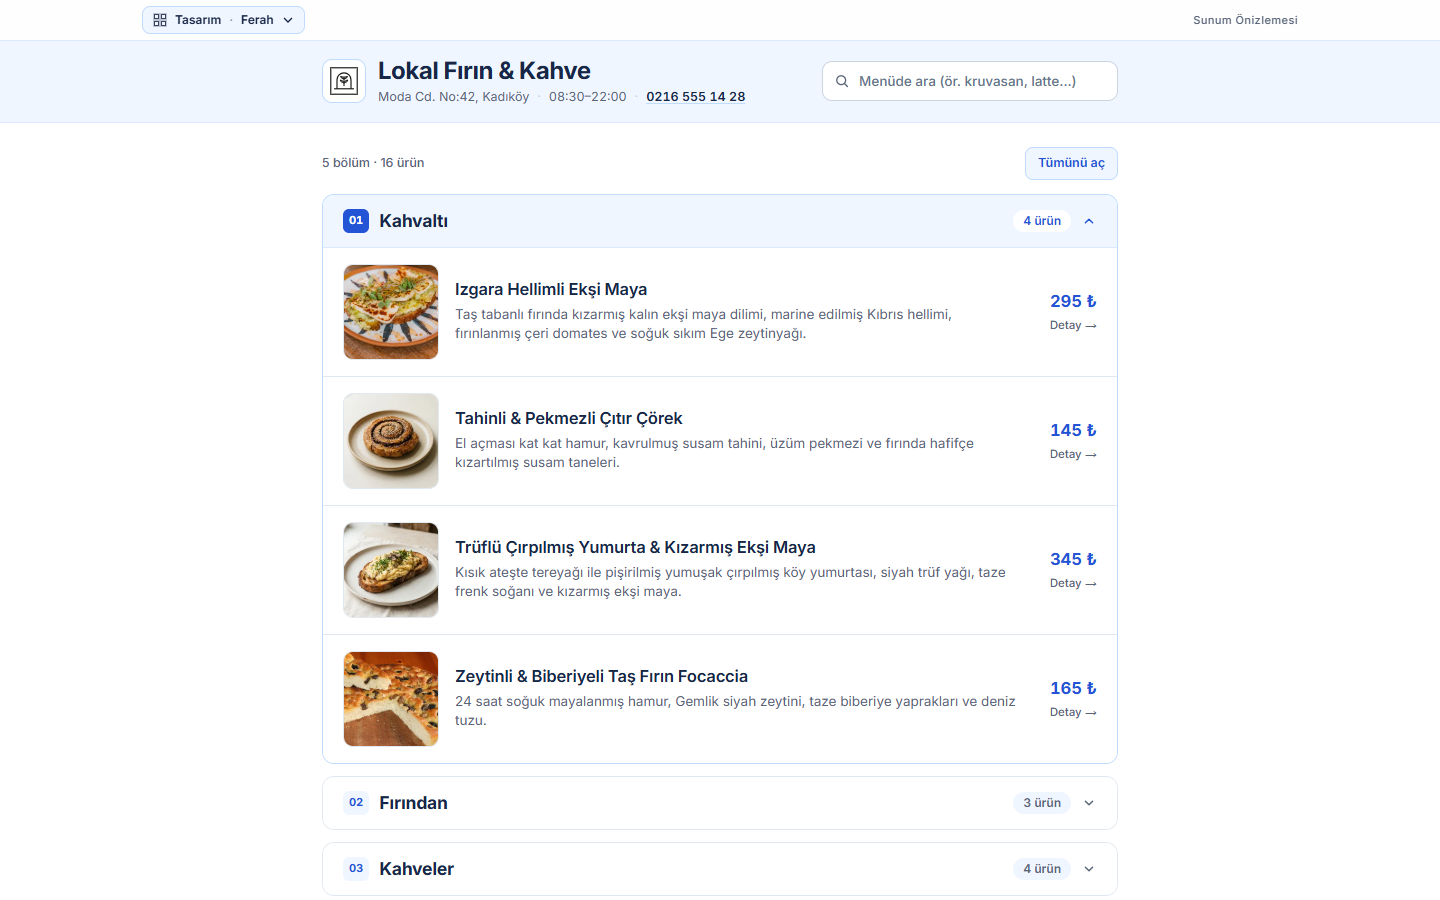 Tasarım · Ferah
Sunum Önizlemesi
Lokal Fırın & Kahve
Moda Cd. No:42, Kadıköy · 08:30–22:00 · 0216 555 14 28
Menüde ara (ör. kruvasan, latte...)
5 bölüm · 16 ürün
Tümünü aç
01 Kahvaltı
4 ürün
Izgara Hellimli Ekşi Maya
Taş tabanlı fırında kızarmış kalın ekşi maya dilimi, marine edilmiş Kıbrıs hellimi,
fırınlanmış çeri domates ve soğuk sıkım Ege zeytinyağı.
295 ₺
Detay →
Tahinli & Pekmezli Çıtır Çörek
El açması kat kat hamur, kavrulmuş susam tahini, üzüm pekmezi ve fırında hafifçe
kızartılmış susam taneleri.
145 ₺
Detay →
Trüflü Çırpılmış Yumurta & Kızarmış Ekşi Maya
Kısık ateşte tereyağı ile pişirilmiş yumuşak çırpılmış köy yumurtası, siyah trüf yağı, taze
frenk soğanı ve kızarmış ekşi maya.
345 ₺
Detay →
Zeytinli & Biberiyeli Taş Fırın Focaccia
24 saat soğuk mayalanmış hamur, Gemlik siyah zeytini, taze biberiye yaprakları ve deniz
tuzu.
165 ₺
Detay →
02 Fırından
3 ürün
03 Kahveler
4 ürün